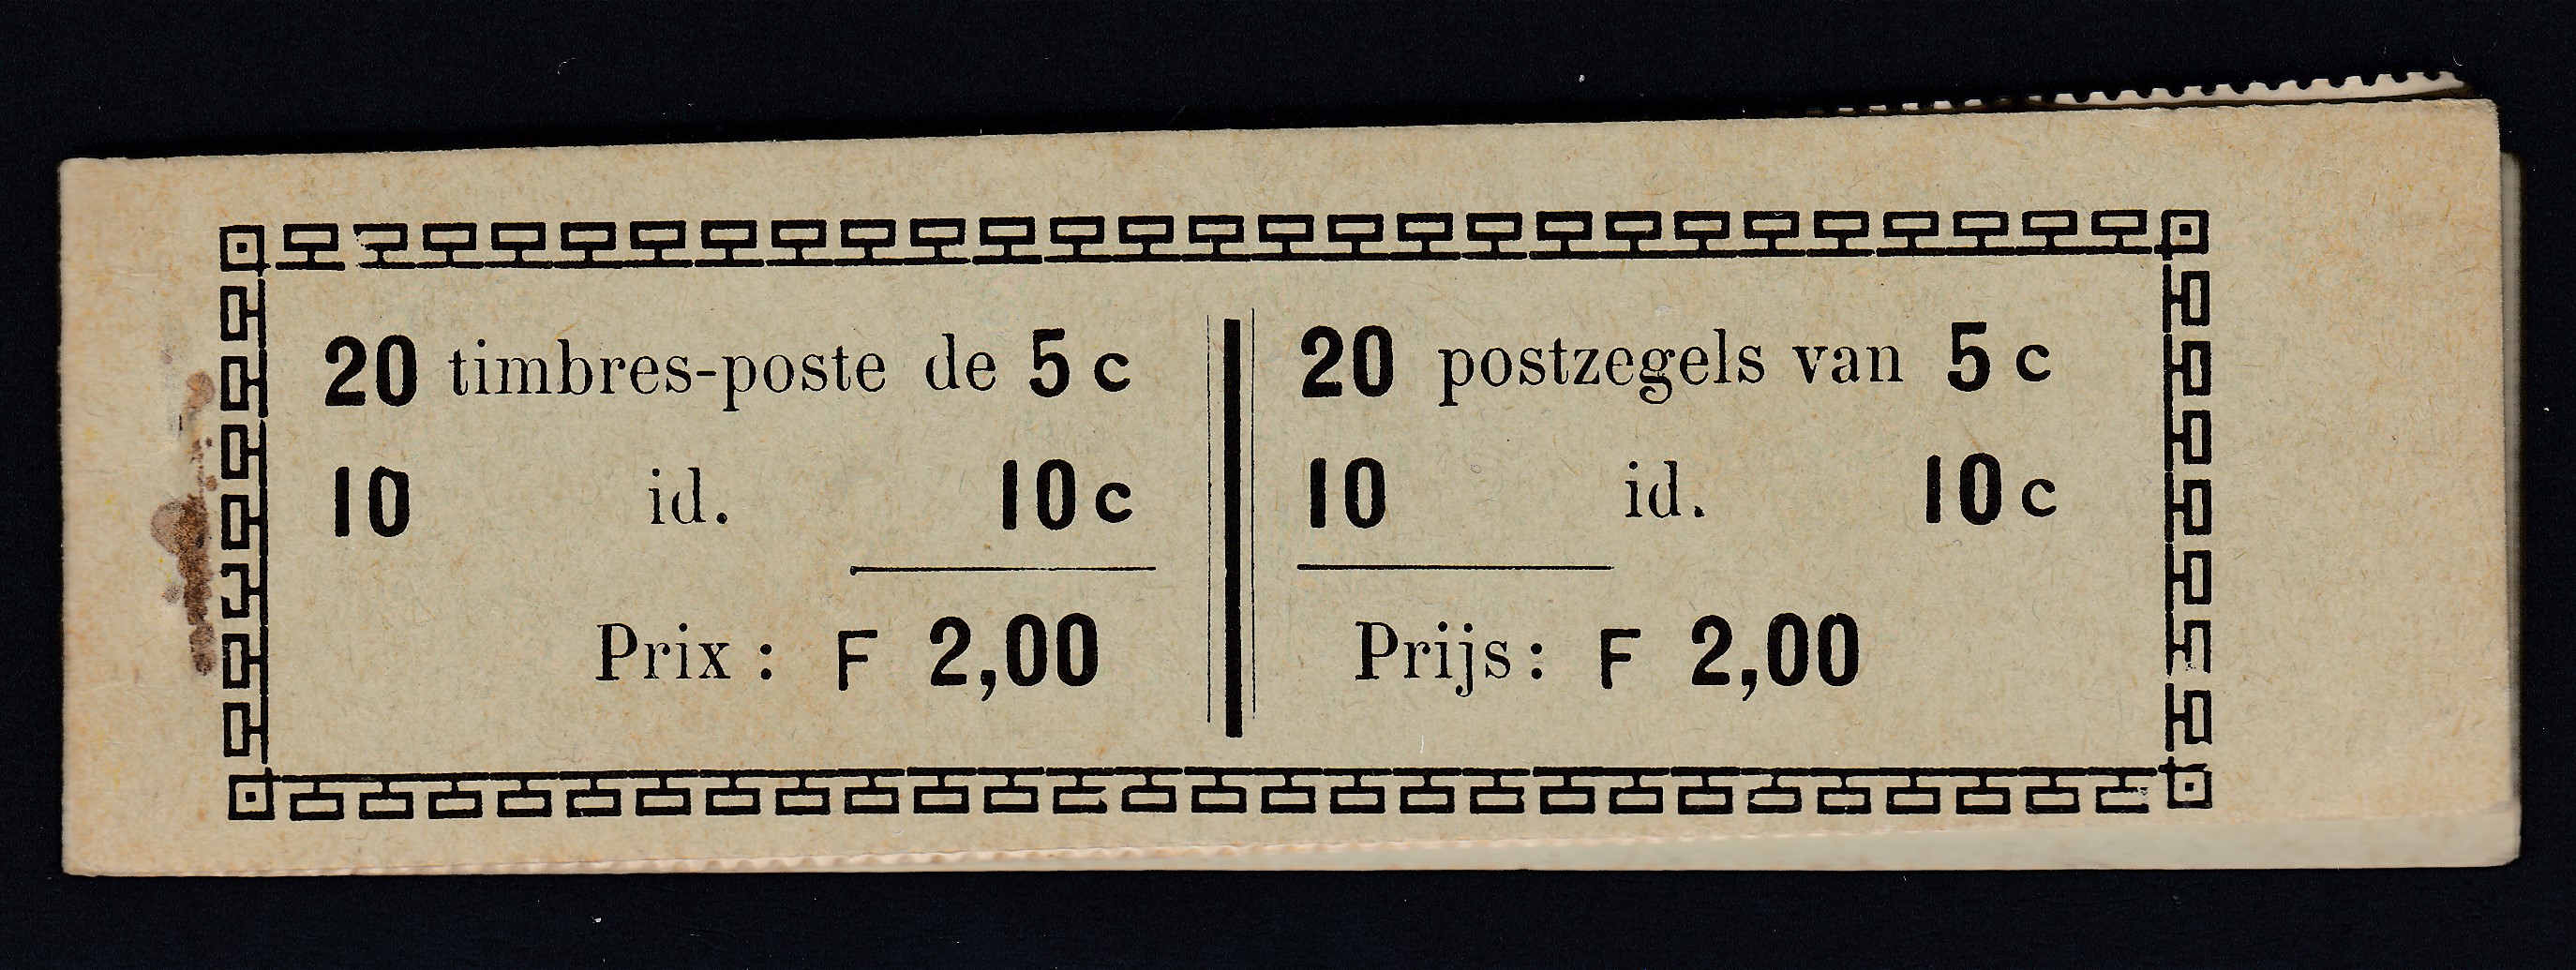 20 timbres-poste de 5 c
10 id. 10 c
Prix : F 2,00
20 postzegels van 5 c
10 id. 10 c
Prijs : F 2,00